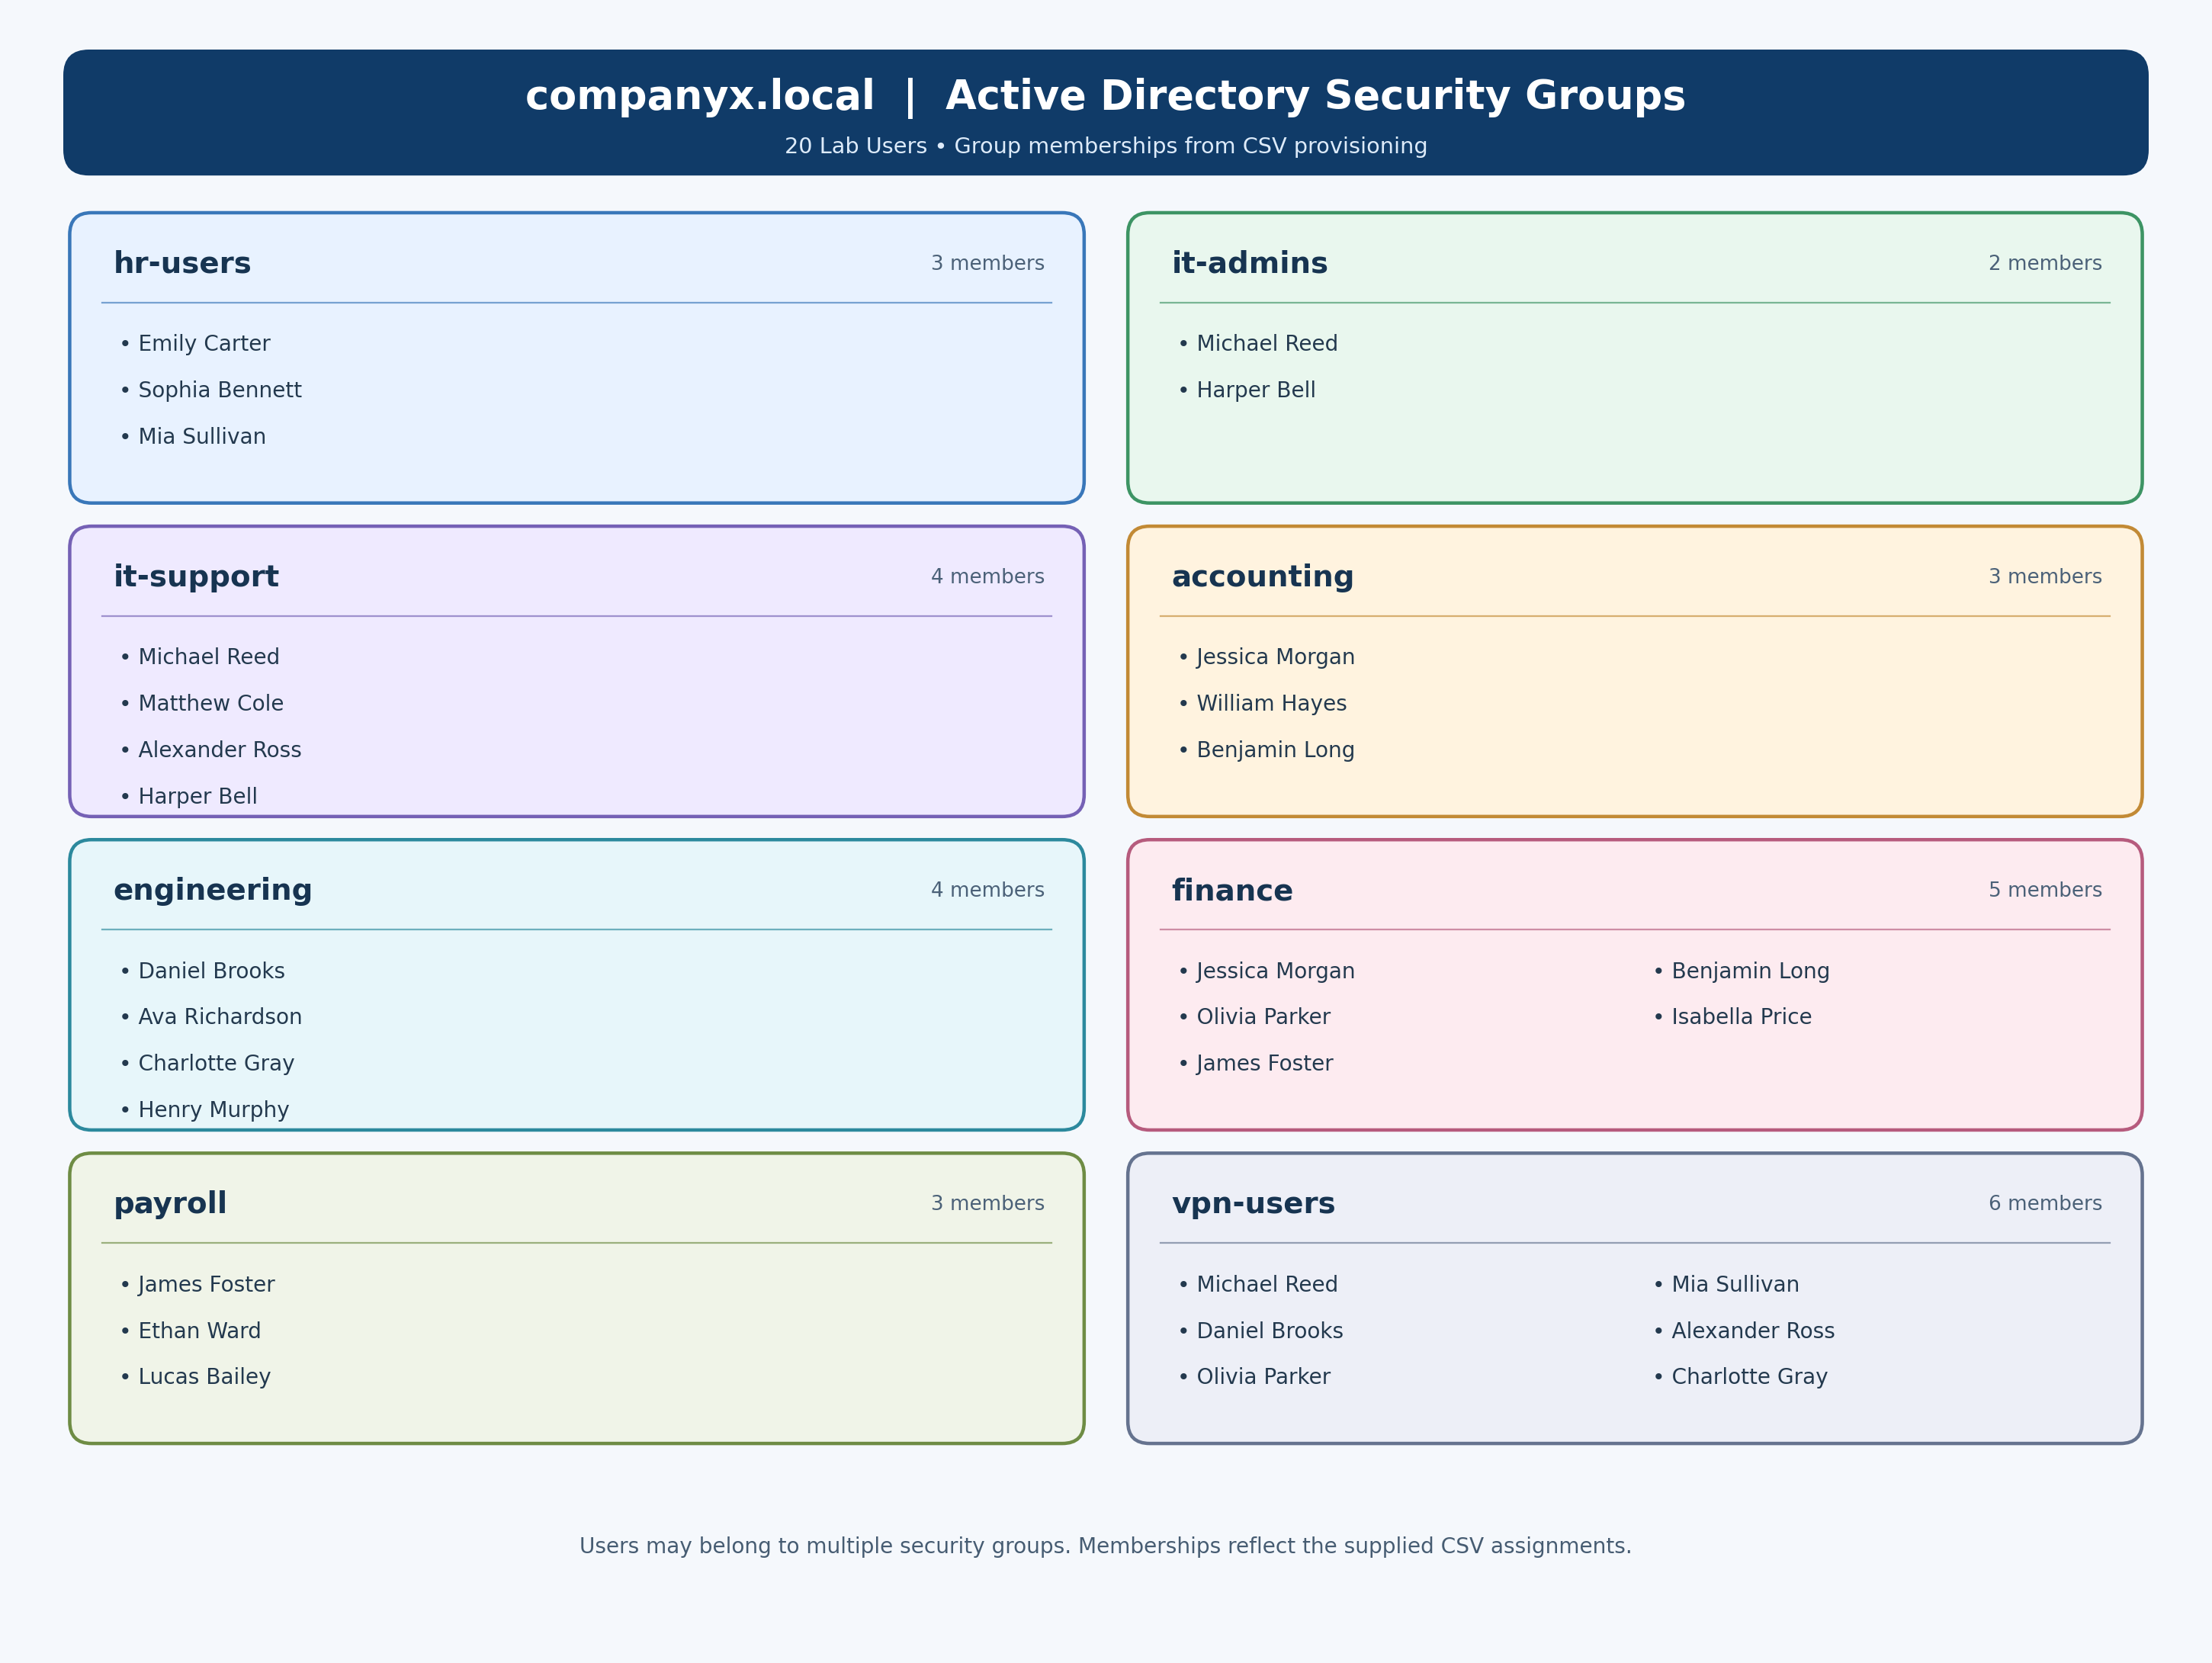 companyx.local | Active Directory Security Groups
20 Lab Users • Group memberships from CSV provisioning
hr-users
3 members
• Emily Carter
• Sophia Bennett
• Mia Sullivan
it-admins
2 members
• Michael Reed
• Harper Bell
it-support
4 members
• Michael Reed
• Matthew Cole
• Alexander Ross
• Harper Bell
accounting
3 members
• Jessica Morgan
• William Hayes
• Benjamin Long
engineering
4 members
• Daniel Brooks
• Ava Richardson
• Charlotte Gray
• Henry Murphy
finance
5 members
• Jessica Morgan
• Olivia Parker
• James Foster
• Benjamin Long
• Isabella Price
payroll
3 members
• James Foster
• Ethan Ward
• Lucas Bailey
vpn-users
6 members
• Michael Reed
• Daniel Brooks
• Olivia Parker
• Mia Sullivan
• Alexander Ross
• Charlotte Gray
Users may belong to multiple security groups. Memberships reflect the supplied CSV assignments.